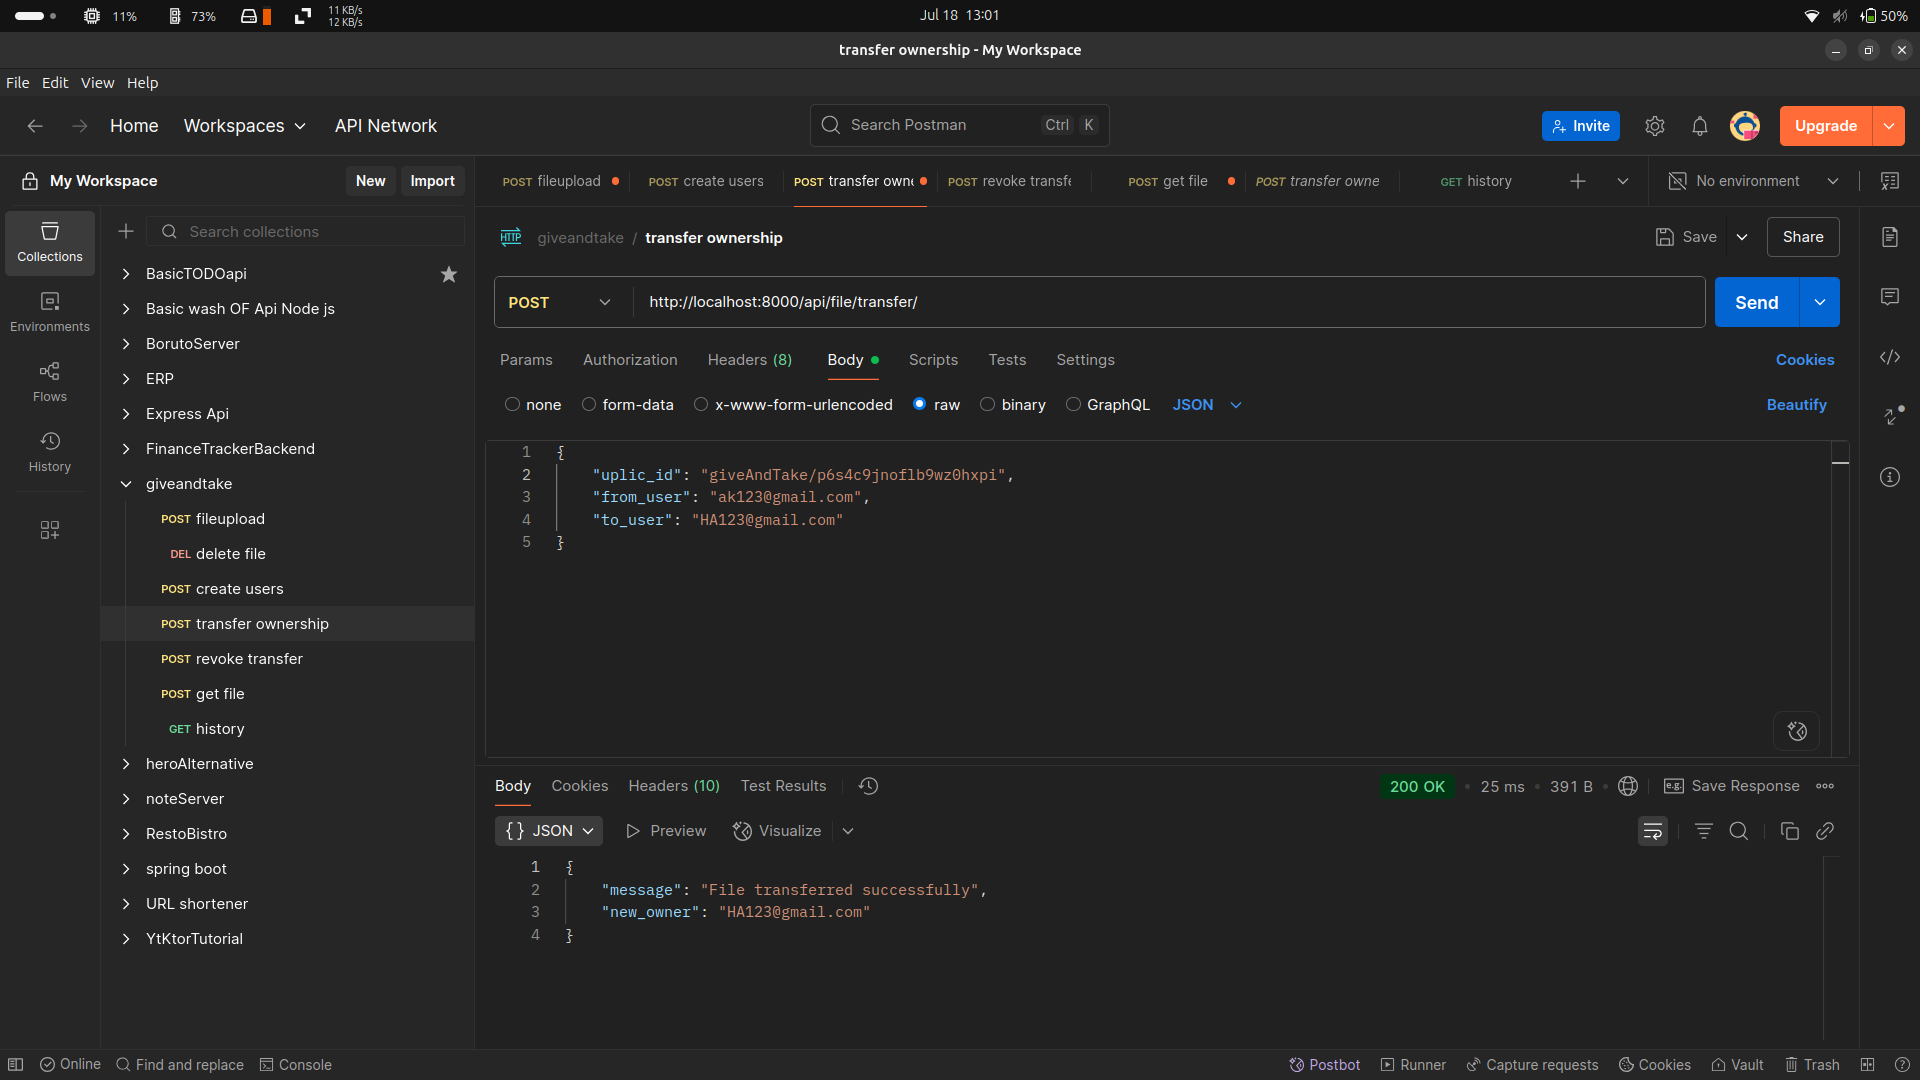 11%
73%
11 KB/s
12 KB/s
Jul 18 13:01
50%
transfer ownership - My Workspace
File Edit View Help
Home Workspaces API Network
Search Postman Ctrl K
Invite
Upgrade
My Workspace New Import
POST fileupload
POST create users
POST transfer owne
POST revoke transfe
POST get file
POST transfer owne
GET history
No environment
Search collections
Collections
Environments
Flows
History
BasicTODOapi
Basic wash OF Api Node js
BorutoServer
ERP
Express Api
FinanceTrackerBackend
giveandtake
POST fileupload
DEL delete file
POST create users
POST transfer ownership
POST revoke transfer
POST get file
GET history
heroAlternative
noteServer
RestoBistro
spring boot
URL shortener
YtKtorTutorial
HTTP giveandtake / transfer ownership
Save Share
POST http://localhost:8000/api/file/transfer/ Send
Params Authorization Headers (8) Body Scripts Tests Settings Cookies
none form-data x-www-form-urlencoded raw binary GraphQL JSON Beautify
1 {
2 "uplic_id": "giveAndTake/p6s4c9jnoflb9wz0hxpi",
3 "from_user": "ak123@gmail.com",
4 "to_user": "HA123@gmail.com"
5 }
Body Cookies Headers (10) Test Results
200 OK • 25 ms • 391 B • e.g. Save Response
{} JSON Preview Visualize
1 {
2 "message": "File transferred successfully",
3 "new_owner": "HA123@gmail.com"
4 }
Online Find and replace Console
Postbot Runner Capture requests Cookies Vault Trash